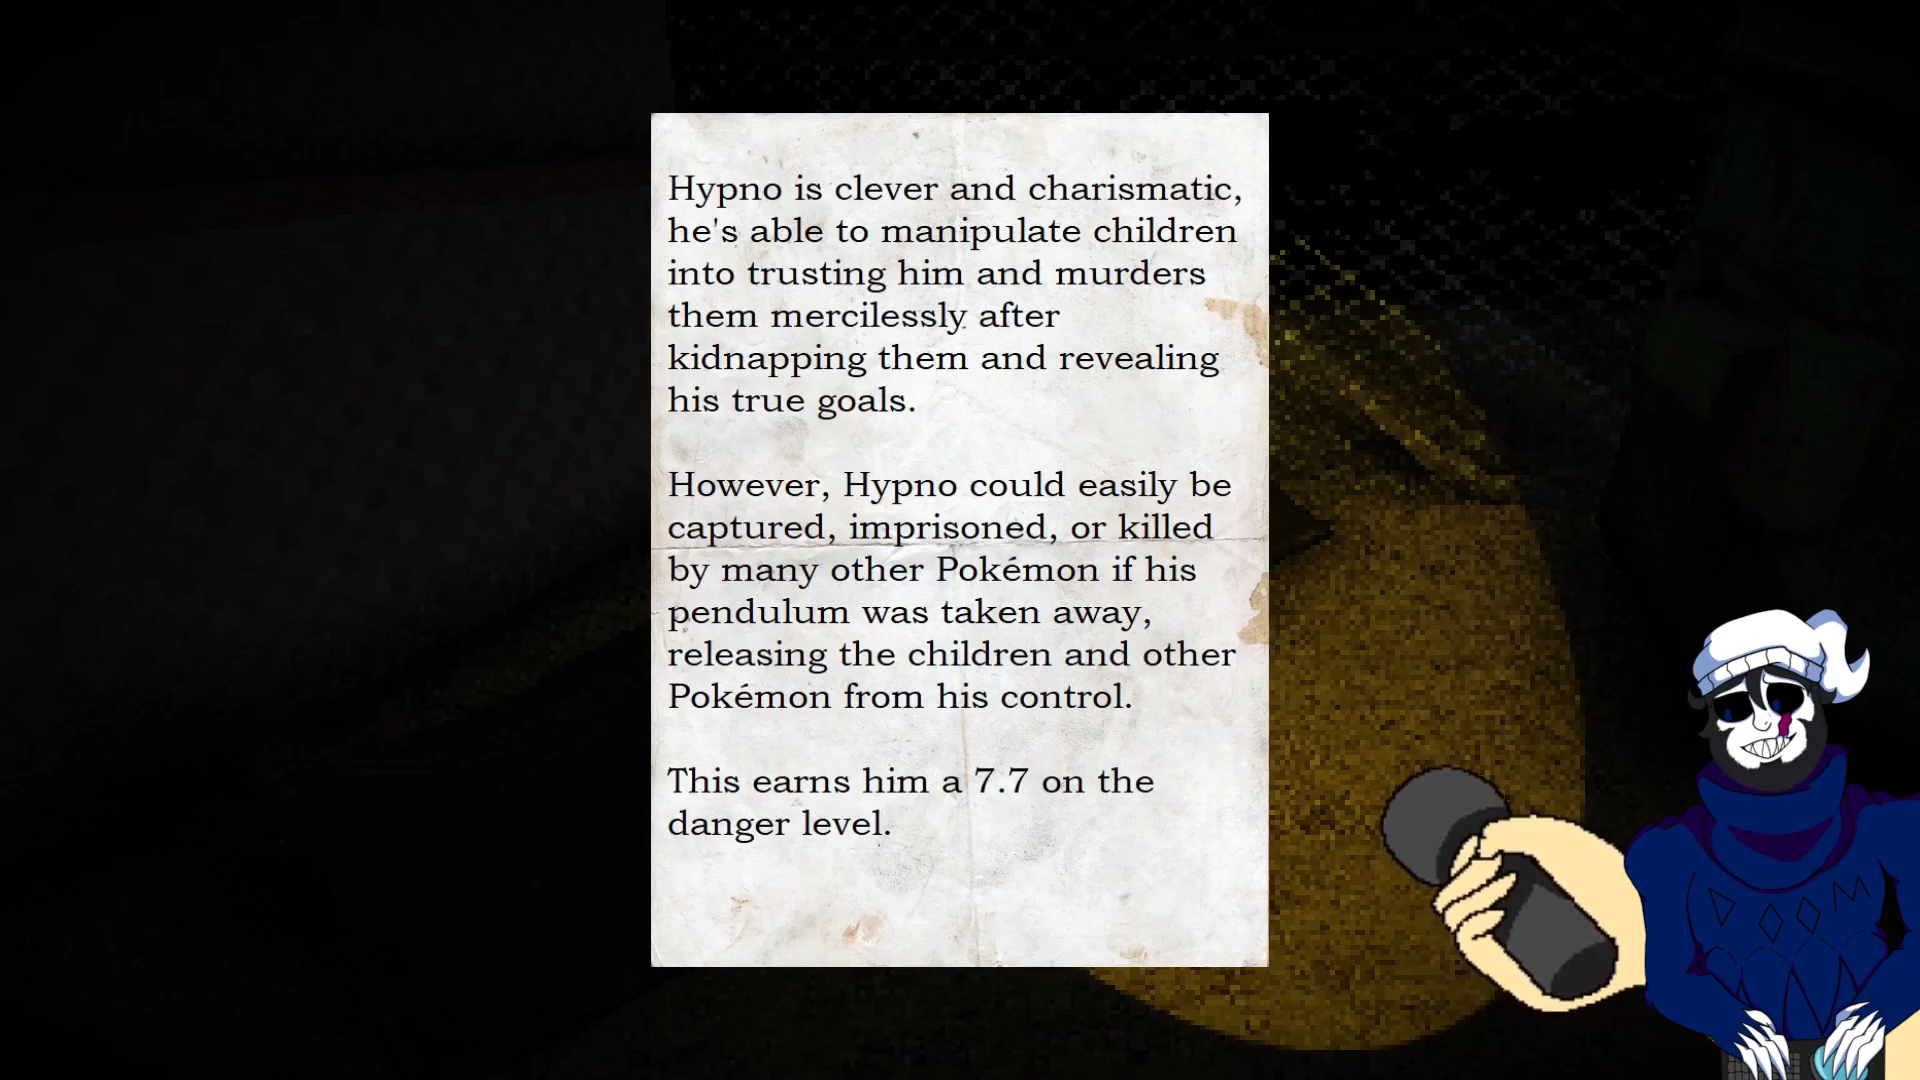 Hypno is clever and charismatic,
he's able to manipulate children
into trusting him and murders
them mercilessly after
kidnapping them and revealing
his true goals.
However, Hypno could easily be
captured, imprisoned, or killed
by many other Pokémon if his
pendulum was taken away,
releasing the children and other
Pokémon from his control.
This earns him a 7.7 on the
danger level.
DOOM